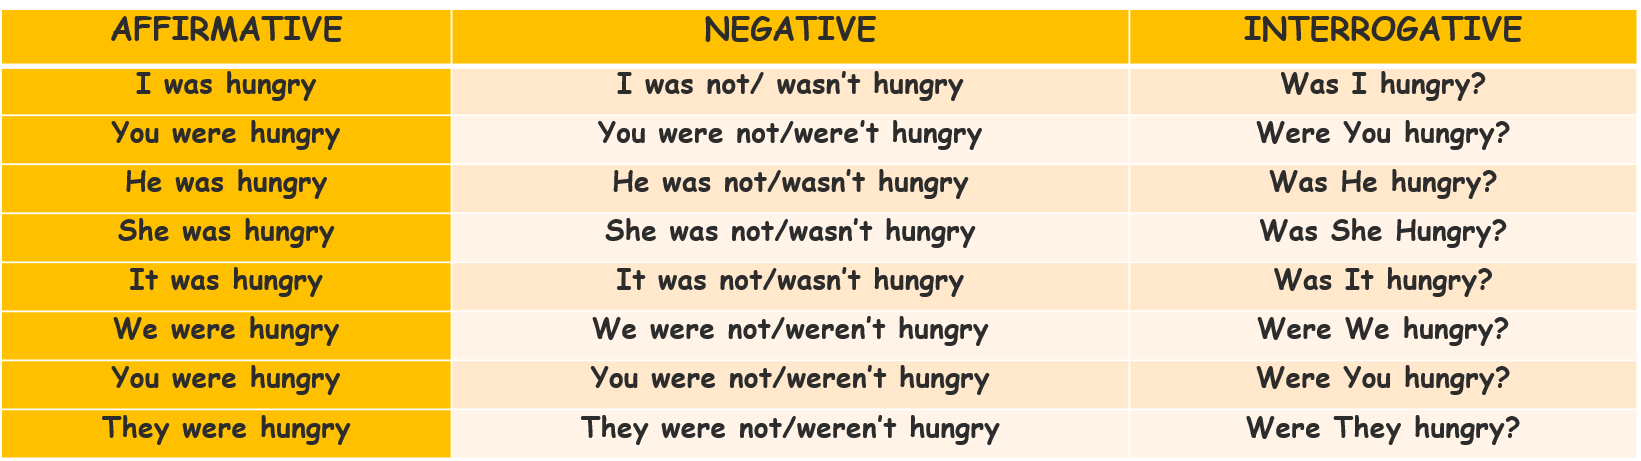 AFFIRMATIVE NEGATIVE INTERROGATIVE
I was hungry I was not/ wasn't hungry Was I hungry?
You were hungry You were not/were't hungry Were You hungry?
He was hungry He was not/wasn't hungry Was He hungry?
She was hungry She was not/wasn't hungry Was She Hungry?
It was hungry It was not/wasn't hungry Was It hungry?
We were hungry We were not/weren't hungry Were We hungry?
You were hungry You were not/weren't hungry Were You hungry?
They were hungry They were not/weren't hungry Were They hungry?